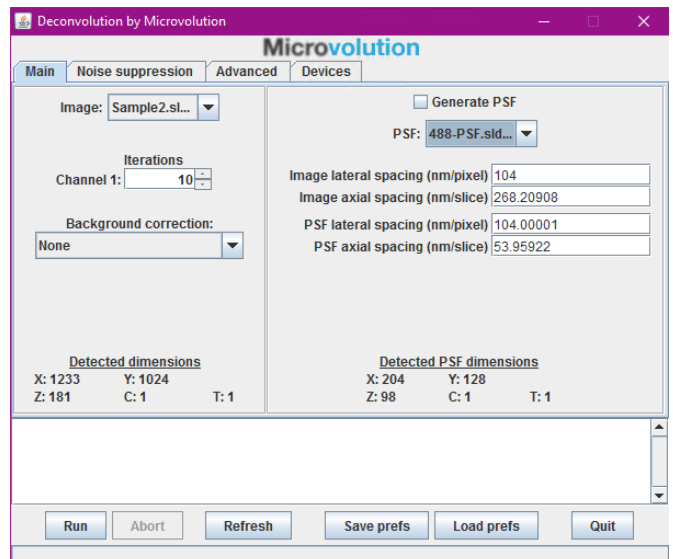 Deconvolution by Microvolution
Microvolution
Main Noise suppression Advanced Devices
Image: Sample2.sl...
Iterations
Channel 1: 10
Background correction:
None
Detected dimensions
X: 1233 Y: 1024
Z: 181 C: 1 T: 1
Generate PSF
PSF: 488-PSF.sld...
Image lateral spacing (nm/pixel) 104
Image axial spacing (nm/slice) 268.20908
PSF lateral spacing (nm/pixel) 104.00001
PSF axial spacing (nm/slice) 53.95922
Detected PSF dimensions
X: 204 Y: 128
Z: 98 C: 1 T: 1
Run Abort Refresh Save prefs Load prefs Quit